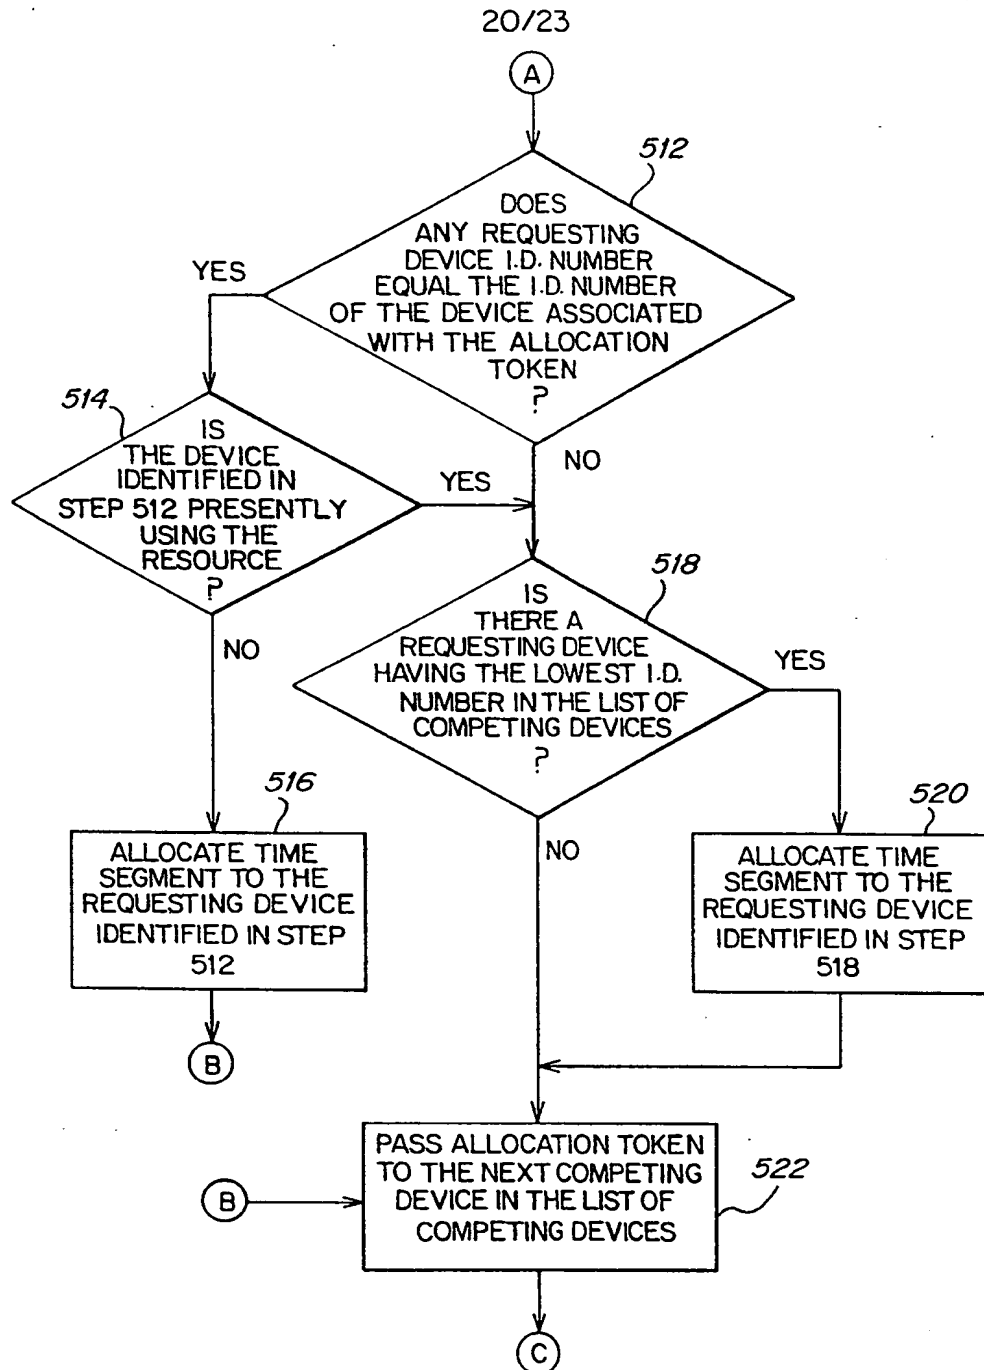 20/23
A
512
DOES
ANY REQUESTING
DEVICE I.D. NUMBER
EQUAL THE I.D. NUMBER
OF THE DEVICE ASSOCIATED
WITH THE ALLOCATION
TOKEN
?
YES
NO
514
IS
THE DEVICE
IDENTIFIED IN
STEP 512 PRESENTLY
USING THE
RESOURCE
?
YES
NO
518
IS
THERE A
REQUESTING DEVICE
HAVING THE LOWEST I.D.
NUMBER IN THE LIST OF
COMPETING DEVICES
?
YES
NO
516
ALLOCATE TIME
SEGMENT TO THE
REQUESTING DEVICE
IDENTIFIED IN STEP
512
B
520
ALLOCATE TIME
SEGMENT TO THE
REQUESTING DEVICE
IDENTIFIED IN STEP
518
B
PASS ALLOCATION TOKEN
TO THE NEXT COMPETING
DEVICE IN THE LIST OF
COMPETING DEVICES
522
C